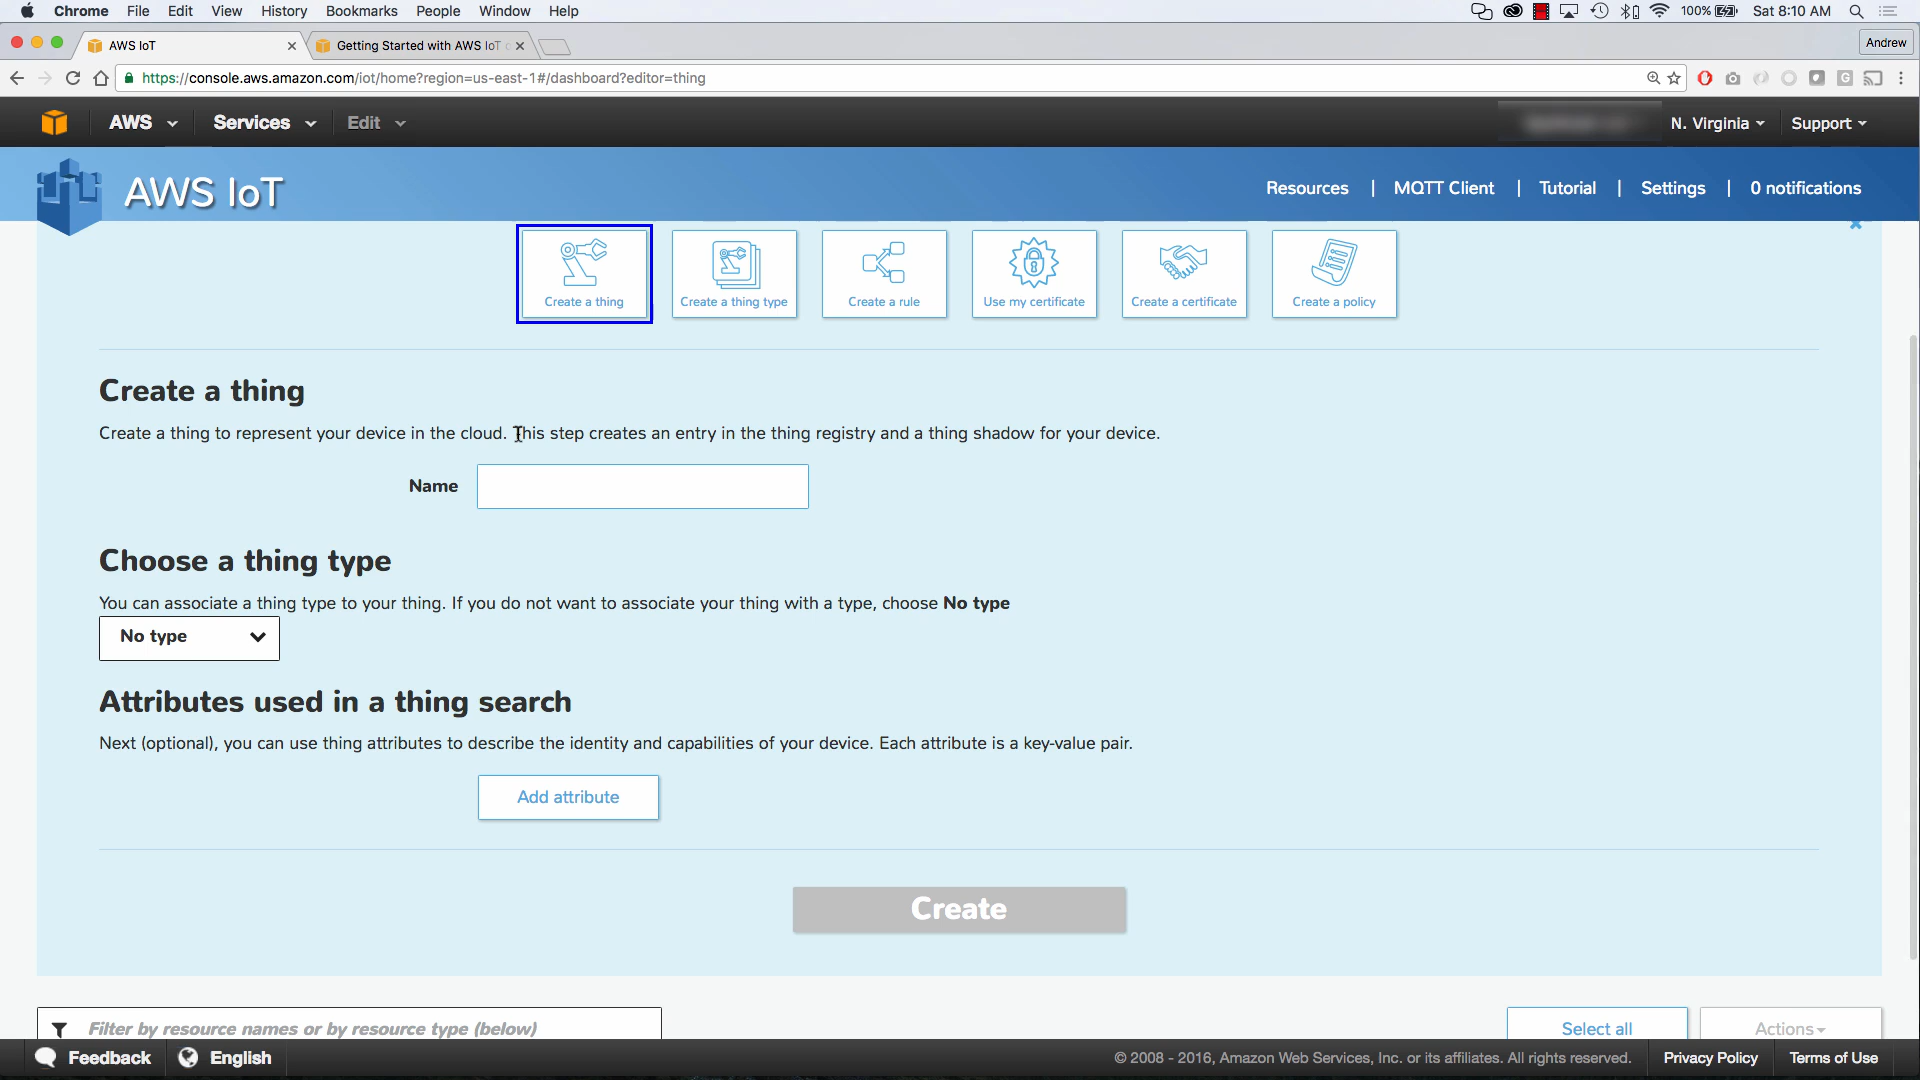 Chrome File Edit View History Bookmarks People Window Help 100% Sat 8:10 AM
AWS IoT Getting Started with AWS IoT Andrew
https://console.aws.amazon.com/iot/home?region=us-east-1#/dashboard?editor=thing
AWS Services Edit N. Virginia Support
AWS IoT Resources | MQTT Client | Tutorial | Settings | 0 notifications
Create a thing Create a thing type Create a rule Use my certificate Create a certificate Create a policy
Create a thing
Create a thing to represent your device in the cloud. This step creates an entry in the thing registry and a thing shadow for your device.
Name
Choose a thing type
You can associate a thing type to your thing. If you do not want to associate your thing with a type, choose No type
No type
Attributes used in a thing search
Next (optional), you can use thing attributes to describe the identity and capabilities of your device. Each attribute is a key-value pair.
Add attribute
Create
Filter by resource names or by resource type (below) Select all Actions
Feedback English © 2008 - 2016, Amazon Web Services, Inc. or its affiliates. All rights reserved. Privacy Policy Terms of Use